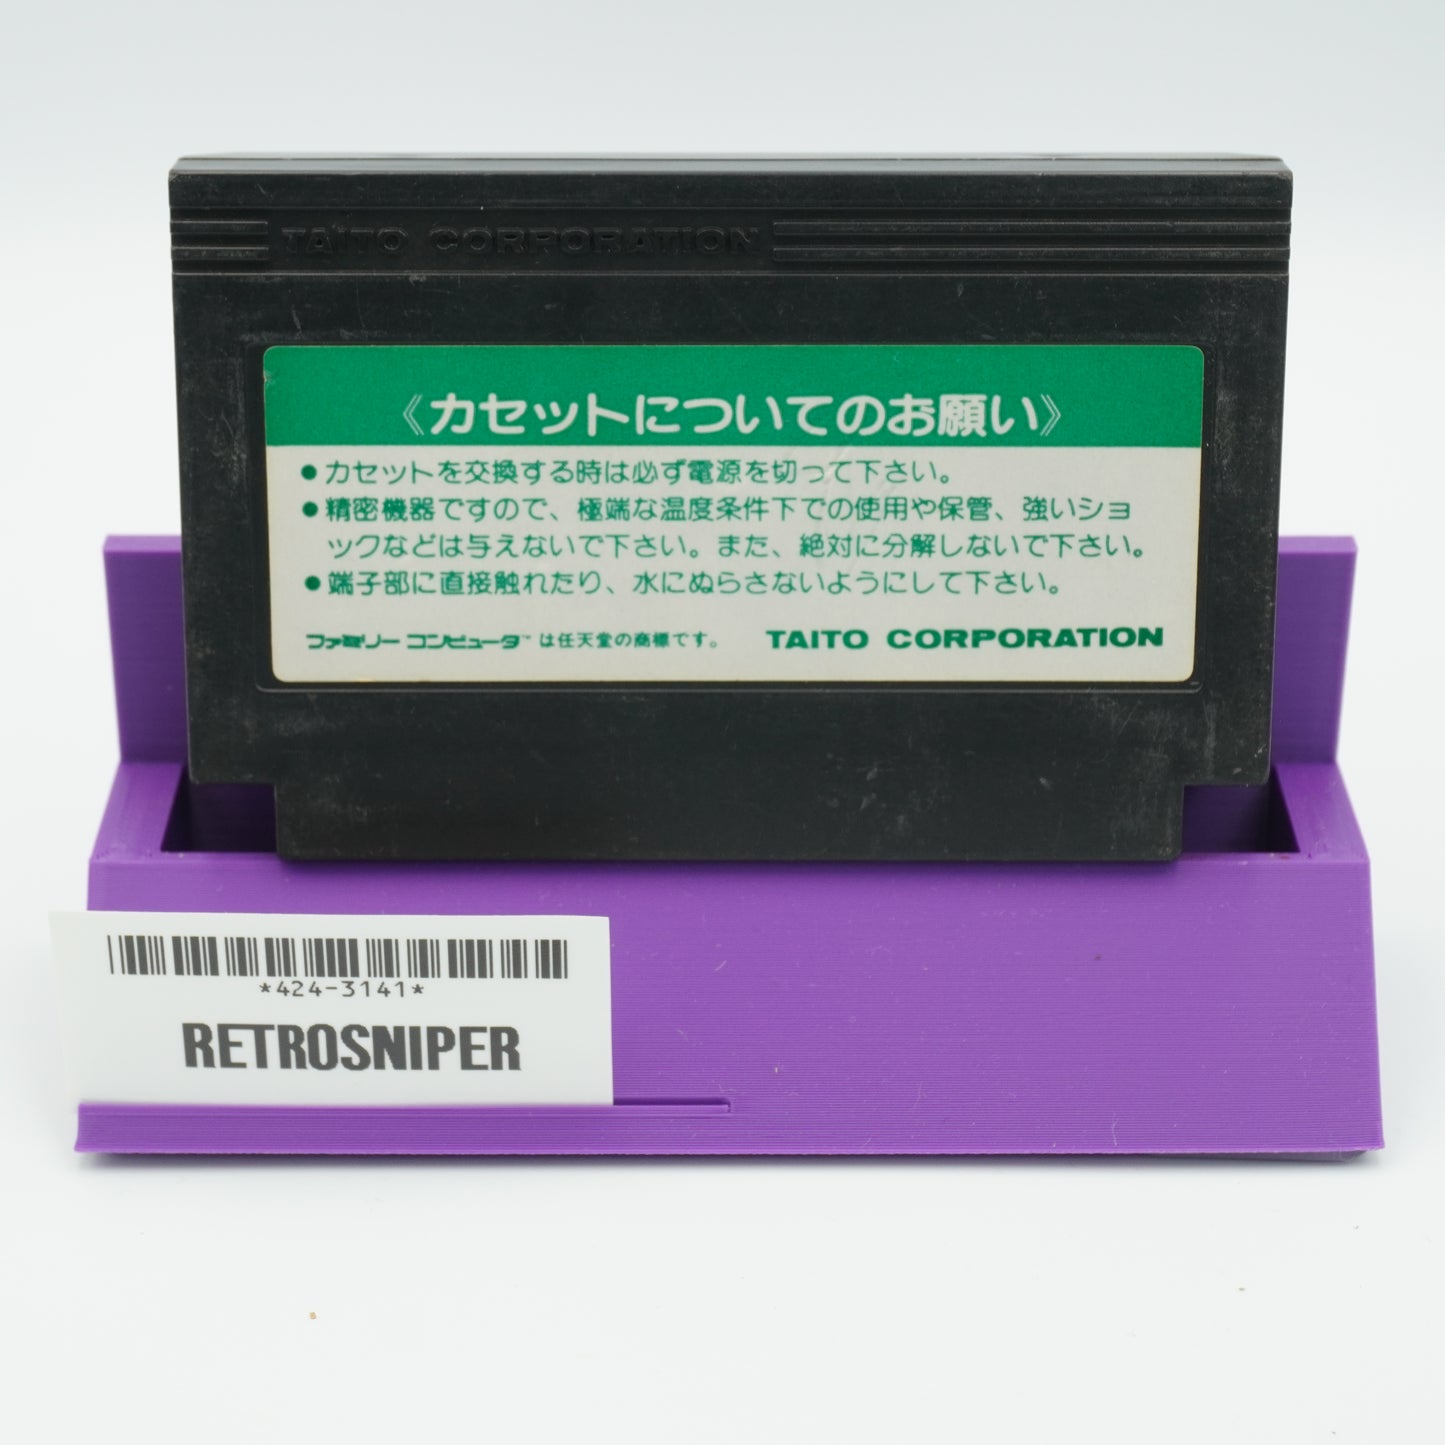 TAITO CORPORATION
《カセットについてのお願い》
●カセットを交換する時は必ず電源を切って下さい。
●精密機器ですので、極端な温度条件下での使用や保管、強いショ
ックなどは与えないで下さい。また、絶対に分解しないで下さい。
●端子部に直接触れたり、水にぬらさないようにして下さい。
ファミリーコンピュータ™は任天堂の商標です。 TAITO CORPORATION
*424-3141*
RETROSNIPER